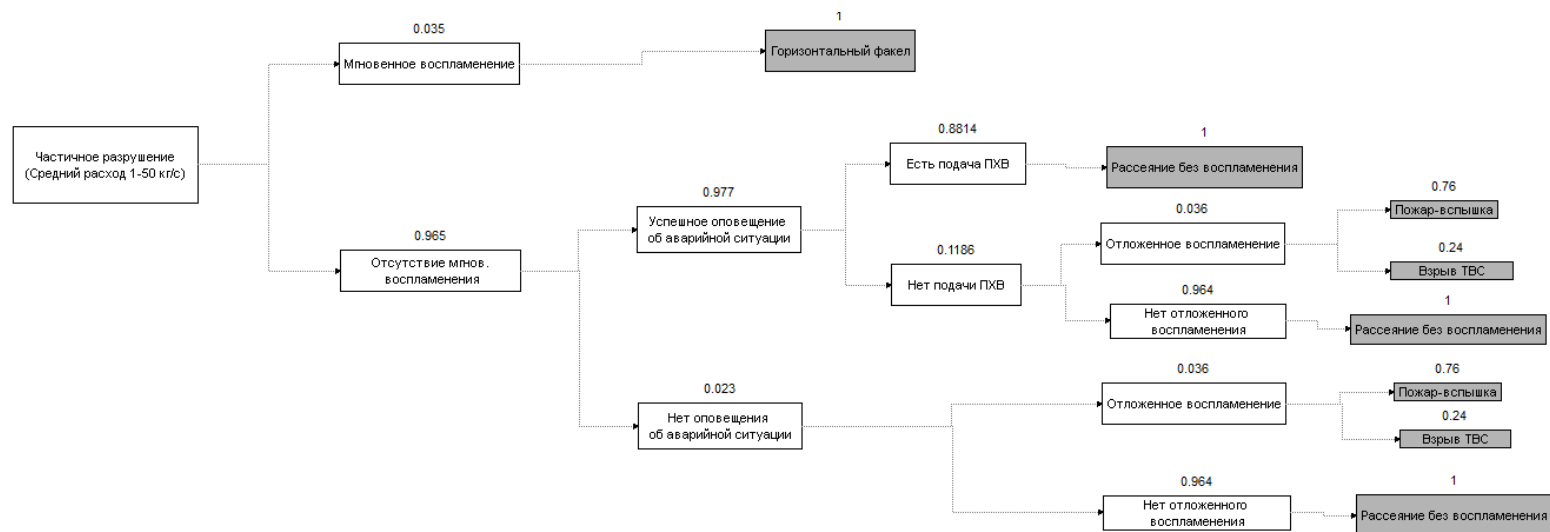 0.035
Мгновенное воспламенение
1
Горизонтальный факел
Частичное разрушение
(Средний расход 1-50 кг/с)
0.965
Отсутствие мгнов.
воспламенения
0.977
Успешное оповещение
об аварийной ситуации
0.8814
Есть подача ПХВ
1
Рассеяние без воспламенения
0.1186
Нет подачи ПХВ
0.036
Отложенное воспламенение
0.76
Пожар-вспышка
0.24
Взрыв ТВС
0.964
Нет отложенного
воспламенения
1
Рассеяние без воспламенения
0.023
Нет оповещения
об аварийной ситуации
0.036
Отложенное воспламенение
0.76
Пожар-вспышка
0.24
Взрыв ТВС
0.964
Нет отложенного
воспламенения
1
Рассеяние без воспламенения